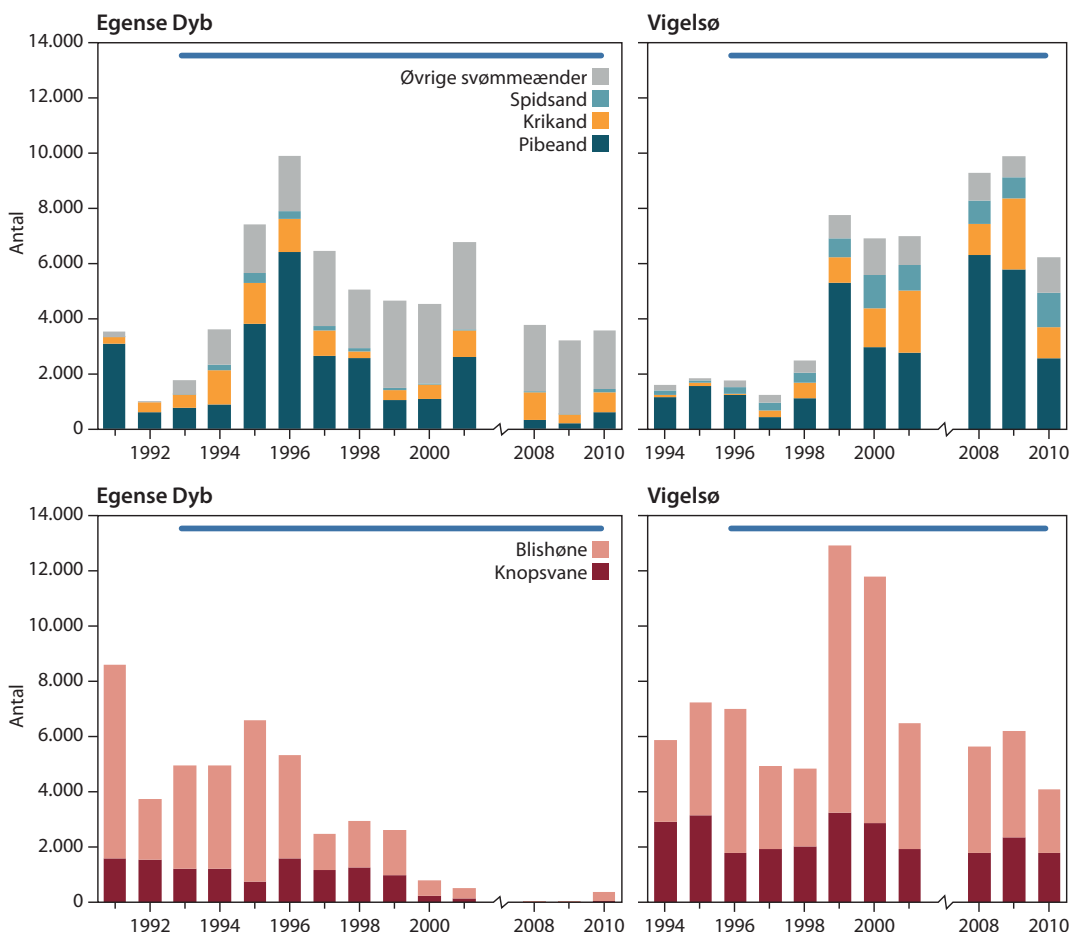 Egense Dyb
14.000
12.000
10.000
8.000
6.000
4.000
2.000
0
Antal
Øvrige svømmeænder
Spidsand
Krikand
Pibeand
1992 1994 1996 1998 2000 2008 2010
Vigelsø
1994 1996 1998 2000 2008 2010
Egense Dyb
14.000
12.000
10.000
8.000
6.000
4.000
2.000
0
Antal
Blishøne
Knopsvane
1992 1994 1996 1998 2000 2008 2010
Vigelsø
1994 1996 1998 2000 2008 2010